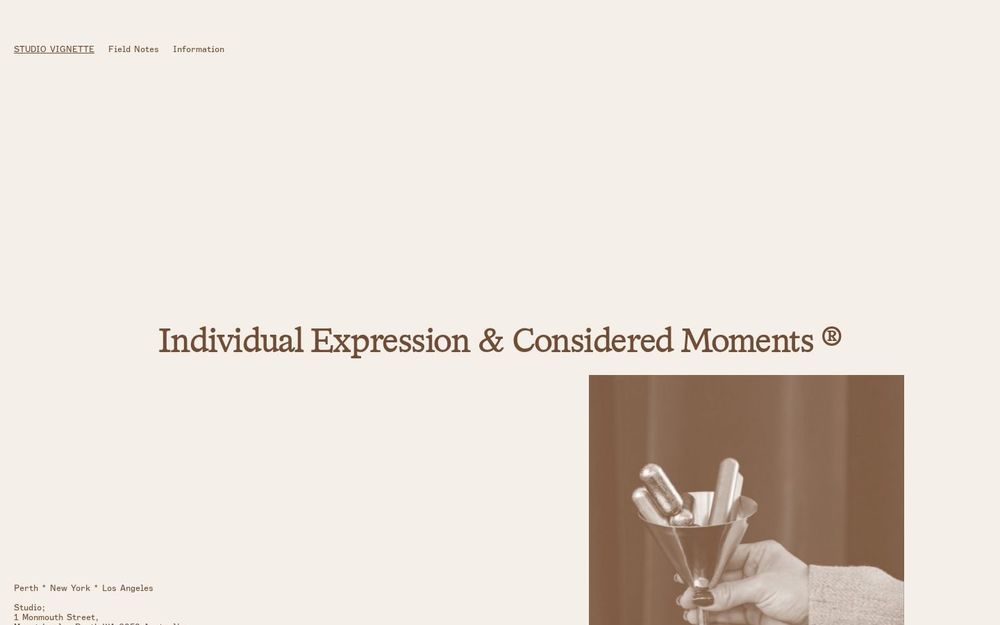 STUDIO VIGNETTE Field Notes Information
Individual Expression & Considered Moments ®
Perth * New York * Los Angeles
Studio;
1 Monmouth Street,